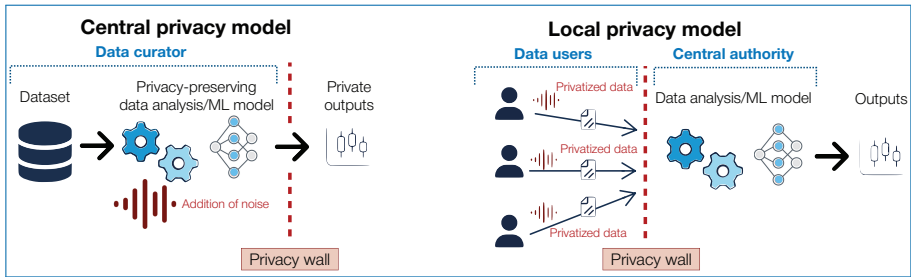 Central privacy model
Data curator
Dataset
Privacy-preserving
data analysis/ML model
Private
outputs
Addition of noise
Privacy wall
Local privacy model
Data users
Central authority
Privatized data
Data analysis/ML model
Outputs
Privatized data
Privatized data
Privacy wall